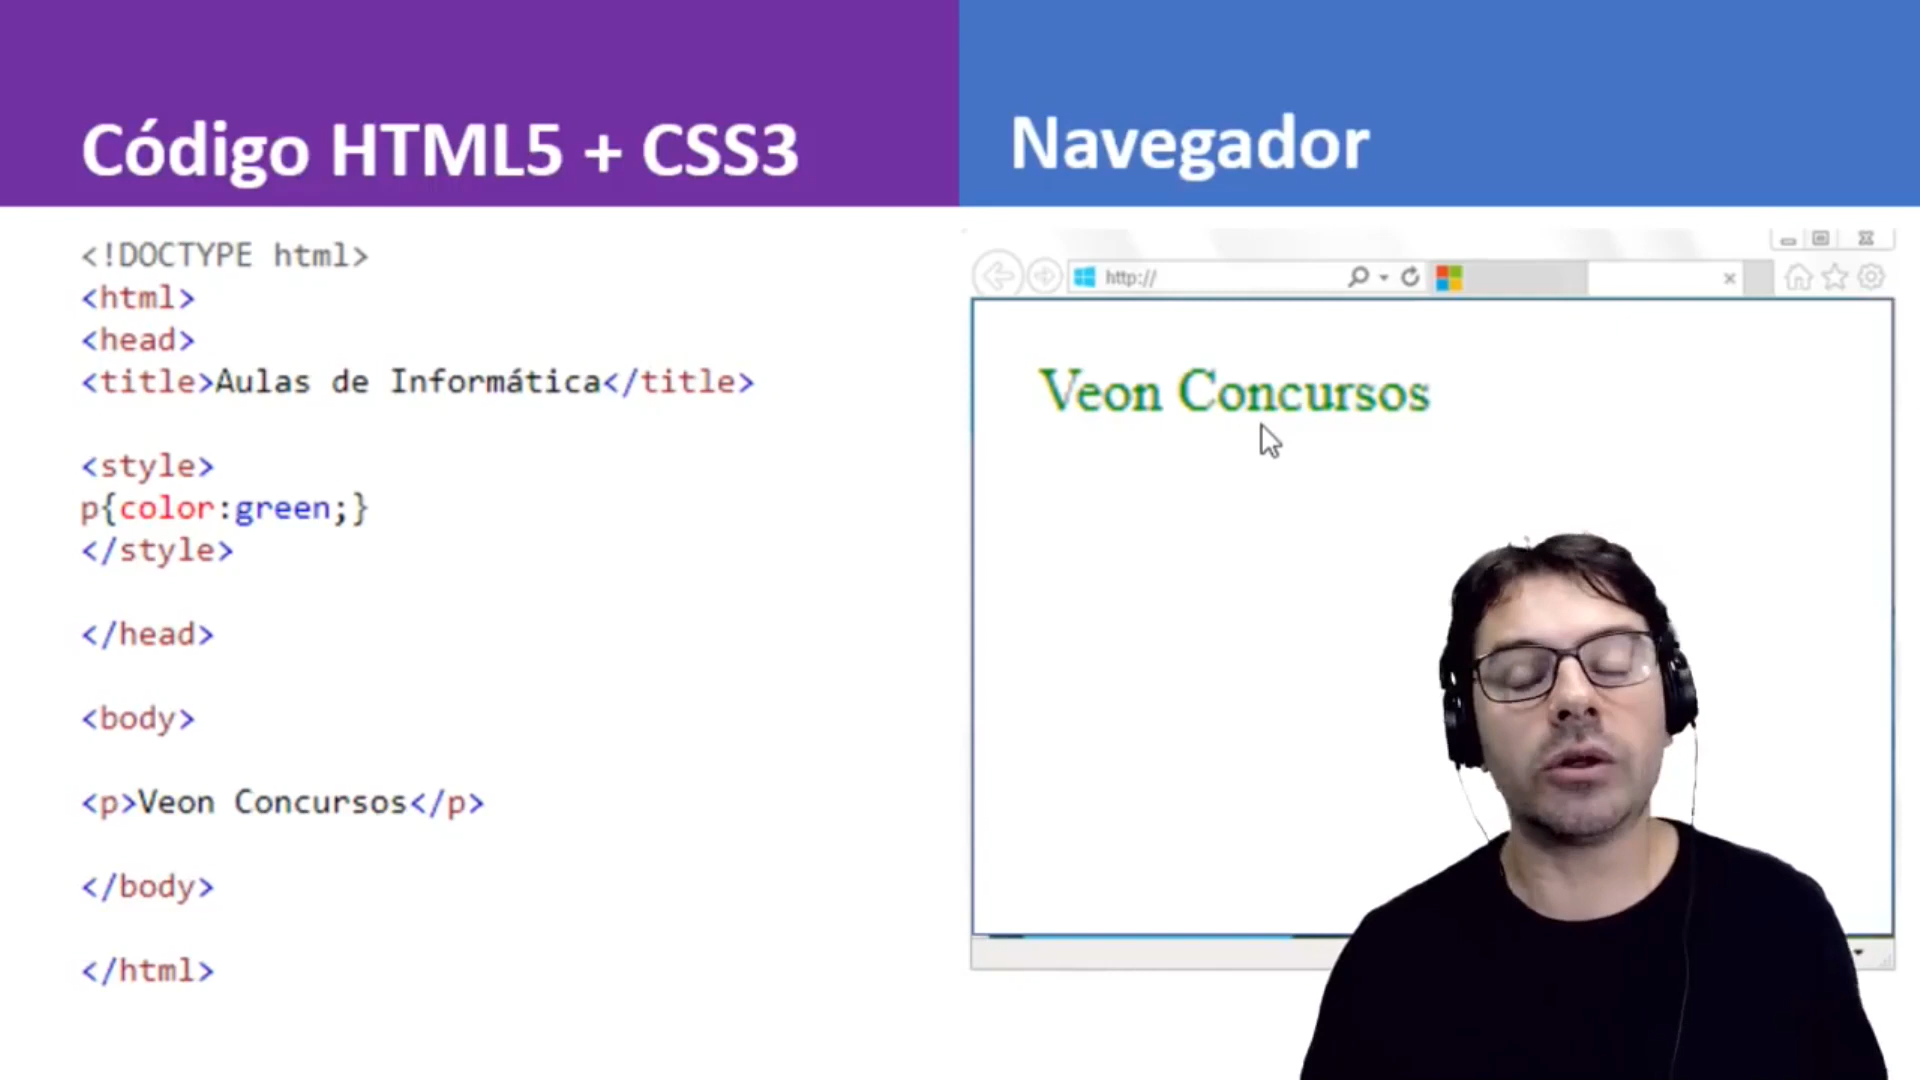 Código HTML5 + CSS3
<!DOCTYPE html>
<html>
<head>
<title>Aulas de Informática</title>
<style>
p{color:green;}
</style>
</head>
<body>
<p>Veon Concursos</p>
</body>
</html>
Navegador
http://
Veon Concursos